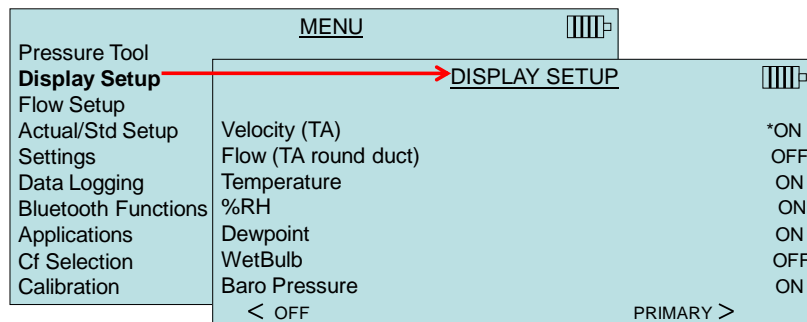 MENU
Pressure Tool
Display Setup
Flow Setup
Actual/Std Setup
Settings
Data Logging
Bluetooth Functions
Applications
Cf Selection
Calibration
DISPLAY SETUP
Velocity (TA) *ON
Flow (TA round duct) OFF
Temperature ON
%RH ON
Dewpoint ON
WetBulb OFF
Baro Pressure ON
< OFF PRIMARY >